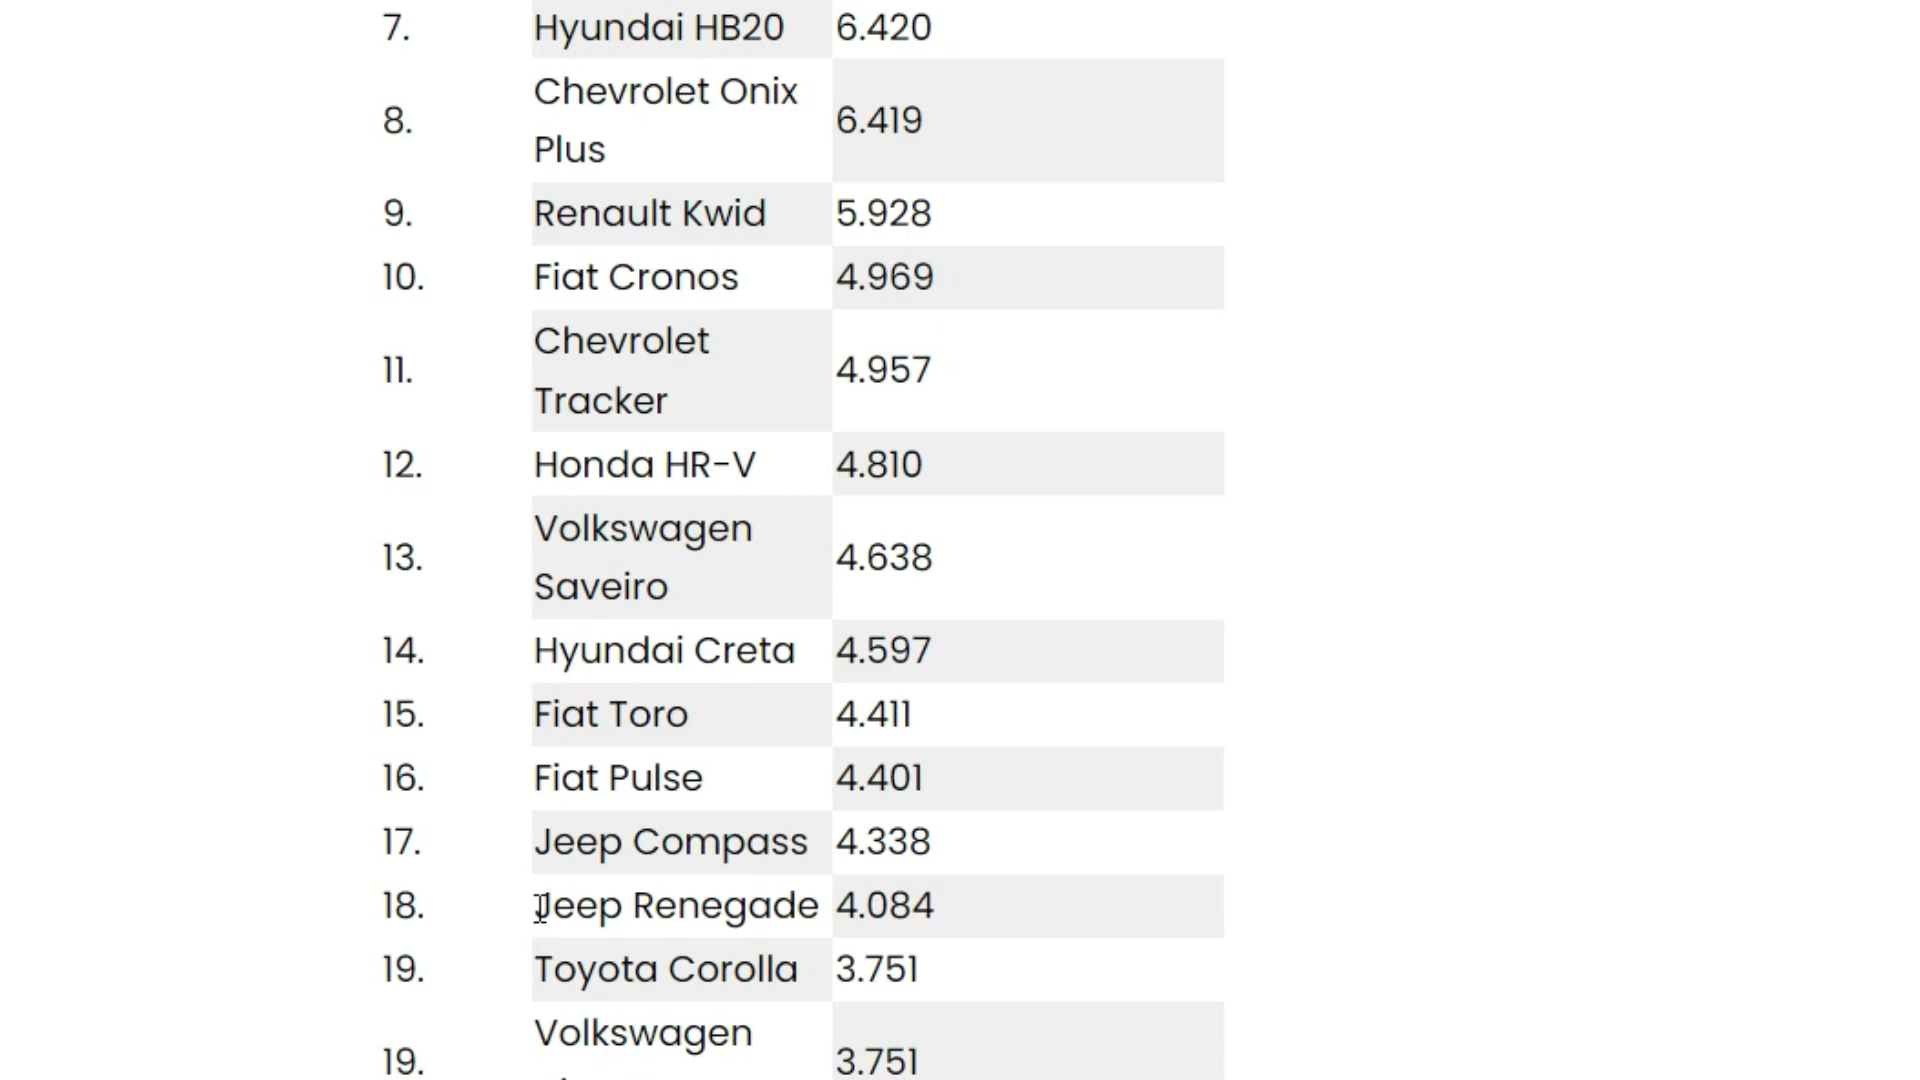 7. Hyundai HB20 6.420
Chevrolet Onix
8. 6.419
Plus
9. Renault Kwid 5.928
10. Fiat Cronos 4.969
Chevrolet
11. 4.957
Tracker
12. Honda HR-V 4.810
Volkswagen
13. 4.638
Saveiro
14. Hyundai Creta 4.597
15. Fiat Toro 4.411
16. Fiat Pulse 4.401
17. Jeep Compass 4.338
18. Jeep Renegade 4.084
19. Toyota Corolla 3.751
Volkswagen
19. 3.751